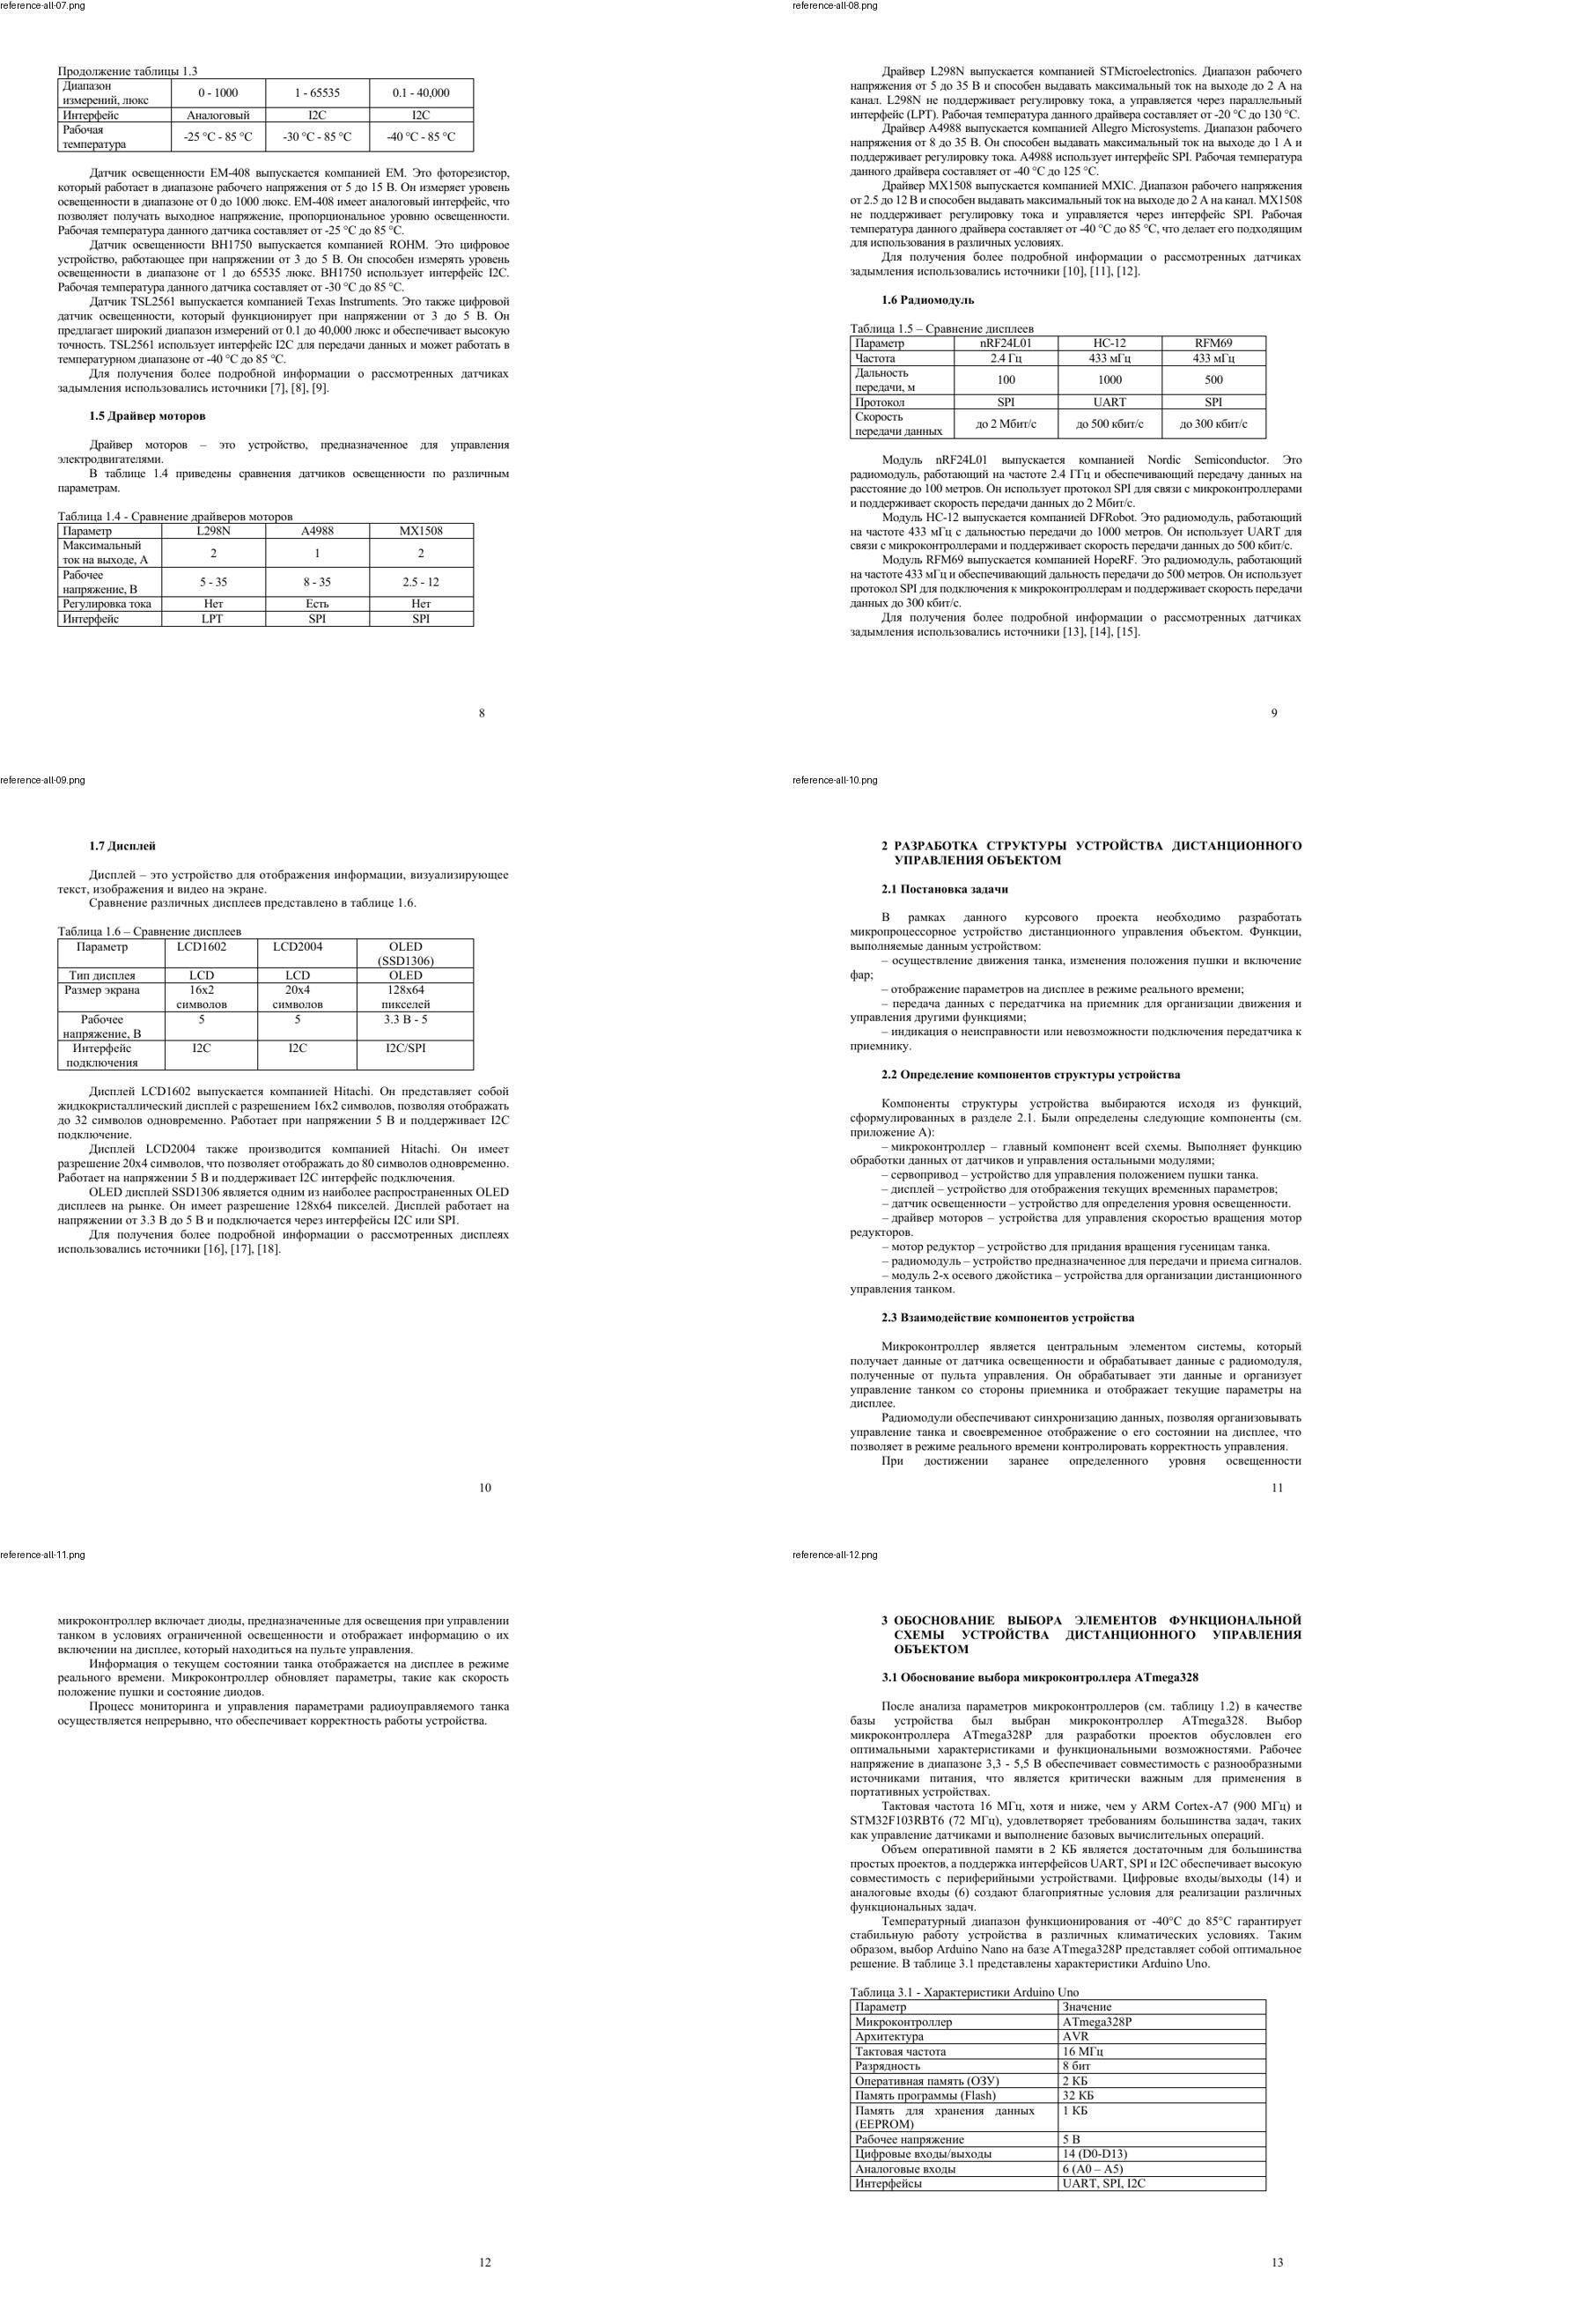 reference-all-07.png
Продолжение таблицы 1.3
Диапазон измерений, люкс 0 - 1000 1 - 65535 0.1 - 40,000
Интерфейс Аналоговый I2C I2C
Рабочая температура -25 °C - 85 °C -30 °C - 85 °C -40 °C - 85 °C
Датчик освещенности EM-408 выпускается компанией EM. Это фоторезистор,
который работает в диапазоне рабочего напряжения от 5 до 15 В. Он измеряет уровень
освещенности в диапазоне от 0 до 1000 люкс. EM-408 имеет аналоговый интерфейс, что
позволяет получать выходное напряжение, пропорциональное уровню освещенности.
Рабочая температура данного датчика составляет от -25 °C до 85 °C.
Датчик освещенности BH1750 выпускается компанией ROHM. Это цифровое
устройство, работающее при напряжении от 3 до 5 В. Он способен измерять уровень
освещенности в диапазоне от 1 до 65535 люкс. BH1750 использует интерфейс I2C.
Рабочая температура данного датчика составляет от -30 °C до 85 °C.
Датчик TSL2561 выпускается компанией Texas Instruments. Это также цифровой
датчик освещенности, который функционирует при напряжении от 3 до 5 В. Он
предлагает широкий диапазон измерений от 0.1 до 40,000 люкс и обеспечивает высокую
точность. TSL2561 использует интерфейс I2C для передачи данных и может работать в
температурном диапазоне от -40 °C до 85 °C.
Для получения более подробной информации о рассмотренных датчиках
задымления использовались источники [7], [8], [9].
1.5 Драйвер моторов
Драйвер моторов – это устройство, предназначенное для управления
электродвигателями.
В таблице 1.4 приведены сравнения датчиков освещенности по различным
параметрам.
Таблица 1.4 - Сравнение драйверов моторов
Параметр L298N A4988 MX1508
Максимальный ток на выходе, А 2 1 2
Рабочее напряжение, В 5 - 35 8 - 35 2.5 - 12
Регулировка тока Нет Есть Нет
Интерфейс LPT SPI SPI
8
reference-all-08.png
Драйвер L298N выпускается компанией STMicroelectronics. Диапазон рабочего
напряжения от 5 до 35 В и способен выдавать максимальный ток на выходе до 2 А на
канал. L298N не поддерживает регулировку тока, а управляется через параллельный
интерфейс (LPT). Рабочая температура данного драйвера составляет от -20 °C до 130 °C.
Драйвер A4988 выпускается компанией Allegro Microsystems. Диапазон рабочего
напряжения от 8 до 35 В. Он способен выдавать максимальный ток на выходе до 1 А и
поддерживает регулировку тока. A4988 использует интерфейс SPI. Рабочая температура
данного драйвера составляет от -40 °C до 125 °C.
Драйвер MX1508 выпускается компанией MXIC. Диапазон рабочего напряжения
от 2.5 до 12 В и способен выдавать максимальный ток на выходе до 2 А на канал. MX1508
не поддерживает регулировку тока и управляется через интерфейс SPI. Рабочая
температура данного драйвера составляет от -40 °C до 85 °C, что делает его подходящим
для использования в различных условиях.
Для получения более подробной информации о рассмотренных датчиках
задымления использовались источники [10], [11], [12].
1.6 Радиомодуль
Таблица 1.5 – Сравнение дисплеев
Параметр nRF24L01 HC-12 RFM69
Частота 2.4 Гц 433 мГц 433 мГц
Дальность передачи, м 100 1000 500
Протокол SPI UART SPI
Скорость передачи данных до 2 Мбит/с до 500 кбит/с до 300 кбит/с
Модуль nRF24L01 выпускается компанией Nordic Semiconductor. Это
радиомодуль, работающий на частоте 2.4 ГГц и обеспечивающий передачу данных на
расстояние до 100 метров. Он использует протокол SPI для связи с микроконтроллерами
и поддерживает скорость передачи данных до 2 Мбит/с.
Модуль HC-12 выпускается компанией DFRobot. Это радиомодуль, работающий
на частоте 433 мГц с дальностью передачи до 1000 метров. Он использует UART для
связи с микроконтроллерами и поддерживает скорость передачи данных до 500 кбит/с.
Модуль RFM69 выпускается компанией HopeRF. Это радиомодуль, работающий
на частоте 433 мГц и обеспечивающий дальность передачи до 500 метров. Он использует
протокол SPI для подключения к микроконтроллерам и поддерживает скорость передачи
данных до 300 кбит/с.
Для получения более подробной информации о рассмотренных датчиках
задымления использовались источники [13], [14], [15].
9
reference-all-09.png
1.7 Дисплей
Дисплей – это устройство для отображения информации, визуализирующее
текст, изображения и видео на экране.
Сравнение различных дисплеев представлено в таблице 1.6.
Таблица 1.6 – Сравнение дисплеев
Параметр LCD1602 LCD2004 OLED (SSD1306)
Тип дисплея LCD LCD OLED
Размер экрана 16x2 символов 20x4 символов 128x64 пикселей
Рабочее напряжение, В 5 5 3.3 В - 5
Интерфейс подключения I2C I2C I2C/SPI
Дисплей LCD1602 выпускается компанией Hitachi. Он представляет собой
жидкокристаллический дисплей с разрешением 16x2 символов, позволяя отображать
до 32 символов одновременно. Работает при напряжении 5 В и поддерживает I2C
подключение.
Дисплей LCD2004 также производится компанией Hitachi. Он имеет
разрешение 20x4 символов, что позволяет отображать до 80 символов одновременно.
Работает на напряжении 5 В и поддерживает I2C интерфейс подключения.
OLED дисплей SSD1306 является одним из наиболее распространенных OLED
дисплеев на рынке. Он имеет разрешение 128x64 пикселей. Дисплей работает на
напряжении от 3.3 В до 5 В и подключается через интерфейсы I2C или SPI.
Для получения более подробной информации о рассмотренных дисплеях
использовались источники [16], [17], [18].
10
reference-all-10.png
2 РАЗРАБОТКА СТРУКТУРЫ УСТРОЙСТВА ДИСТАНЦИОННОГО
УПРАВЛЕНИЯ ОБЪЕКТОМ
2.1 Постановка задачи
В рамках данного курсового проекта необходимо разработать
микропроцессорное устройство дистанционного управления объектом. Функции,
выполняемые данным устройством:
– осуществление движения танка, изменения положения пушки и включение
фар;
– отображение параметров на дисплее в режиме реального времени;
– передача данных с передатчика на приемник для организации движения и
управления другими функциями;
– индикация о неисправности или невозможности подключения передатчика к
приемнику.
2.2 Определение компонентов структуры устройства
Компоненты структуры устройства выбираются исходя из функций,
сформулированных в разделе 2.1. Были определены следующие компоненты (см.
приложение А):
– микроконтроллер – главный компонент всей схемы. Выполняет функцию
обработки данных от датчиков и управления остальными модулями;
– сервопривод – устройство для управления положением пушки танка.
– дисплей – устройство для отображения текущих временных параметров;
– датчик освещенности – устройство для определения уровня освещенности.
– драйвер моторов – устройства для управления скоростью вращения мотор
редукторов.
– мотор редуктор – устройство для придания вращения гусеницам танка.
– радиомодуль – устройство предназначенное для передачи и приема сигналов.
– модуль 2-х осевого джойстика – устройства для организации дистанционного
управления танком.
2.3 Взаимодействие компонентов устройства
Микроконтроллер является центральным элементом системы, который
получает данные от датчика освещенности и обрабатывает данные с радиомодуля,
полученные от пульта управления. Он обрабатывает эти данные и организует
управление танком со стороны приемника и отображает текущие параметры на
дисплее.
Радиомодули обеспечивают синхронизацию данных, позволяя организовывать
управление танка и своевременное отображение о его состоянии на дисплее, что
позволяет в режиме реального времени контролировать корректность управления.
При достижении заранее определенного уровня освещенности
11
reference-all-11.png
микроконтроллер включает диоды, предназначенные для освещения при управлении
танком в условиях ограниченной освещенности и отображает информацию о их
включении на дисплее, который находиться на пульте управления.
Информация о текущем состоянии танка отображается на дисплее в режиме
реального времени. Микроконтроллер обновляет параметры, такие как скорость
положение пушки и состояние диодов.
Процесс мониторинга и управления параметрами радиоуправляемого танка
осуществляется непрерывно, что обеспечивает корректность работы устройства.
12
reference-all-12.png
3 ОБОСНОВАНИЕ ВЫБОРА ЭЛЕМЕНТОВ ФУНКЦИОНАЛЬНОЙ
СХЕМЫ УСТРОЙСТВА ДИСТАНЦИОННОГО УПРАВЛЕНИЯ
ОБЪЕКТОМ
3.1 Обоснование выбора микроконтроллера ATmega328
После анализа параметров микроконтроллеров (см. таблицу 1.2) в качестве
базы устройства был выбран микроконтроллер ATmega328. Выбор
микроконтроллера ATmega328P для разработки проектов обусловлен его
оптимальными характеристиками и функциональными возможностями. Рабочее
напряжение в диапазоне 3,3 - 5,5 В обеспечивает совместимость с разнообразными
источниками питания, что является критически важным для применения в
портативных устройствах.
Тактовая частота 16 МГц, хотя и ниже, чем у ARM Cortex-A7 (900 МГц) и
STM32F103RBT6 (72 МГц), удовлетворяет требованиям большинства задач, таких
как управление датчиками и выполнение базовых вычислительных операций.
Объем оперативной памяти в 2 КБ является достаточным для большинства
простых проектов, а поддержка интерфейсов UART, SPI и I2C обеспечивает высокую
совместимость с периферийными устройствами. Цифровые входы/выходы (14) и
аналоговые входы (6) создают благоприятные условия для реализации различных
функциональных задач.
Температурный диапазон функционирования от -40°C до 85°C гарантирует
стабильную работу устройства в различных климатических условиях. Таким
образом, выбор Arduino Nano на базе ATmega328P представляет собой оптимальное
решение. В таблице 3.1 представлены характеристики Arduino Uno.
Таблица 3.1 - Характеристики Arduino Uno
Параметр Значение
Микроконтроллер ATmega328P
Архитектура AVR
Тактовая частота 16 МГц
Разрядность 8 бит
Оперативная память (ОЗУ) 2 КБ
Память программы (Flash) 32 КБ
Память для хранения данных (EEPROM) 1 КБ
Рабочее напряжение 5 В
Цифровые входы/выходы 14 (D0-D13)
Аналоговые входы 6 (A0 – A5)
Интерфейсы UART, SPI, I2C
13